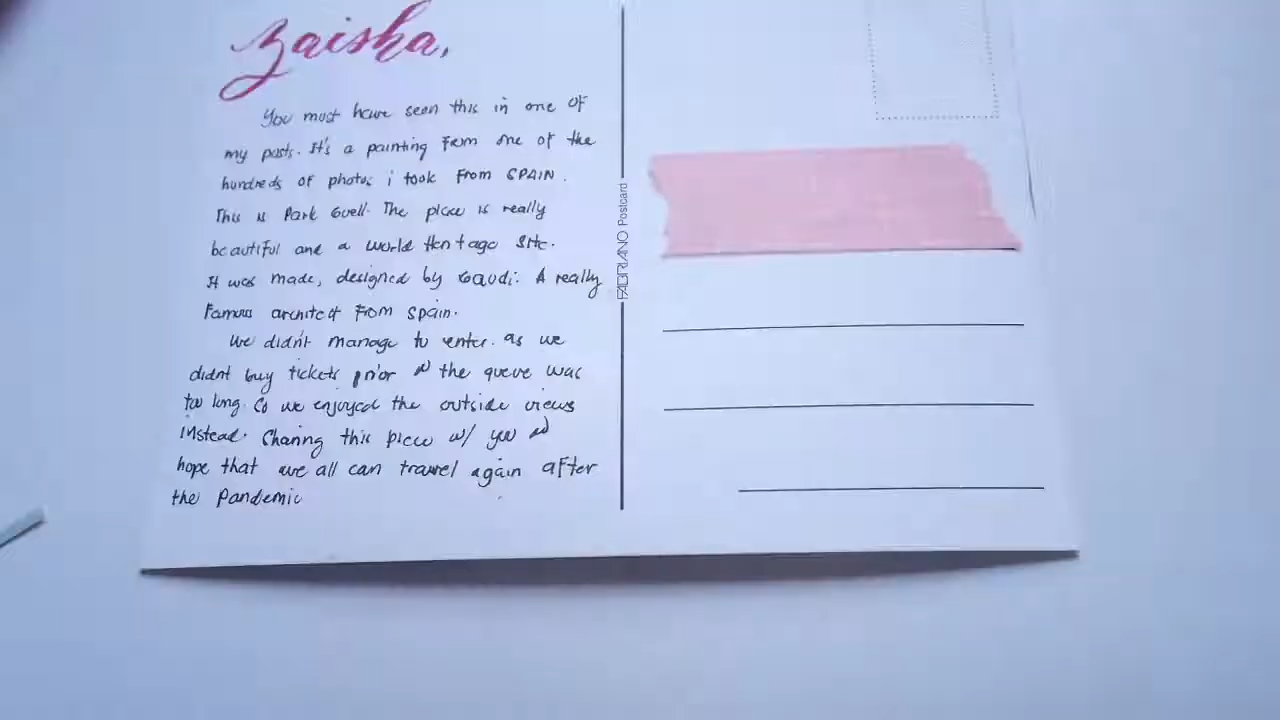 Zaisha,
You must have seen this in one of
my posts. It's a painting from one of the
hundreds of photos i took from SPAIN.
This is Park Guell. The place is really
beautiful and a world Heritage Site.
It was made, designed by Gaudi. A really
Famous architect From Spain.
We didn't manage to enter. as we
didnt buy tickets prior & the queue was
too long. So we enjoyed the outside views
instead. Sharing this piece w/ you &
hope that we all can travel again after
the Pandemic
FABRIANO Postcard